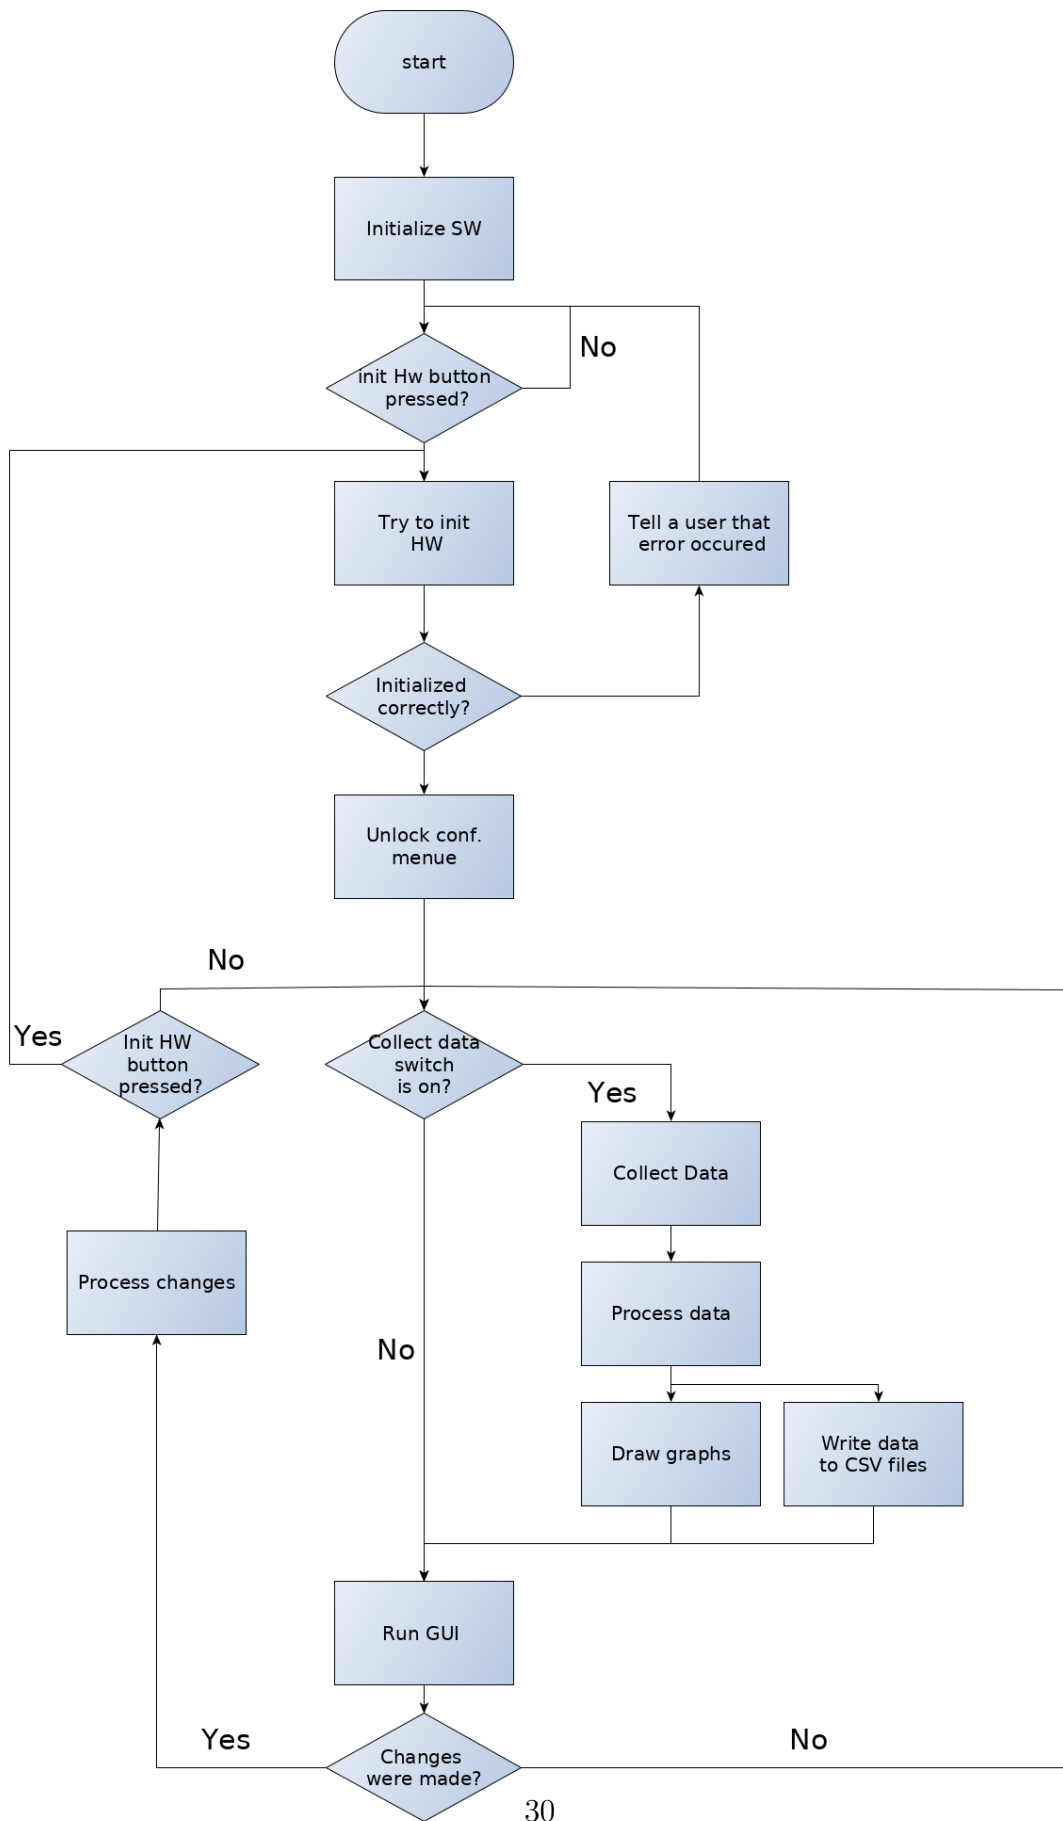 start
Initialize SW
No
init Hw button
pressed?
Try to init
HW
Tell a user that
error occured
Initialized
correctly?
Unlock conf.
menue
No
Yes
Init HW
button
pressed?
Collect data
switch
is on?
Yes
Collect Data
Process changes
Process data
No
Draw graphs
Write data
to CSV files
Run GUI
Yes
No
Changes
were made?
30